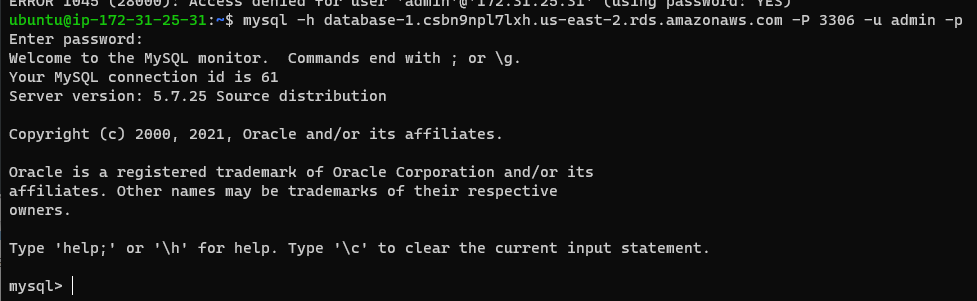 ERROR 1045 (28000): Access denied for user 'admin'@'172.31.25.31' (using password: YES)
ubuntu@ip-172-31-25-31:~$ mysql -h database-1.csbn9npl7lxh.us-east-2.rds.amazonaws.com -P 3306 -u admin -p
Enter password:
Welcome to the MySQL monitor.  Commands end with ; or \g.
Your MySQL connection id is 61
Server version: 5.7.25 Source distribution
Copyright (c) 2000, 2021, Oracle and/or its affiliates.
Oracle is a registered trademark of Oracle Corporation and/or its
affiliates. Other names may be trademarks of their respective
owners.
Type 'help;' or '\h' for help. Type '\c' to clear the current input statement.
mysql>